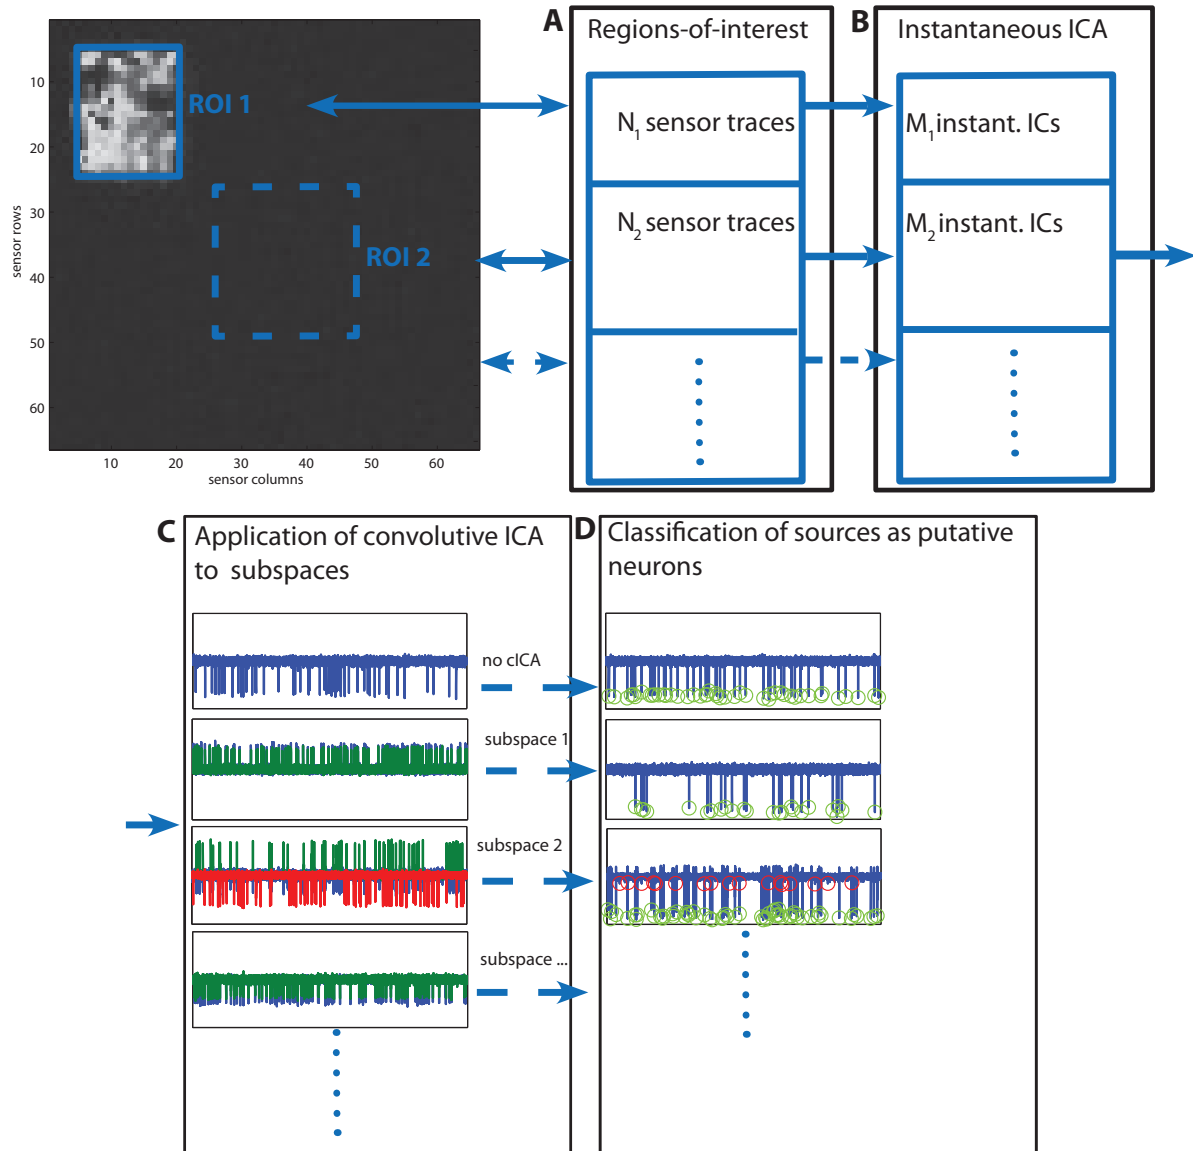 A
Regions-of-interest
B
Instantaneous ICA
10
20
30
40
50
60
sensor rows
ROI 1
ROI 2
10 20 30 40 50 60
sensor columns
N1 sensor traces
N2 sensor traces
M1 instant. ICs
M2 instant. ICs
C
Application of convolutive ICA
to subspaces
no cICA
subspace 1
subspace 2
subspace ...
D
Classification of sources as putative
neurons